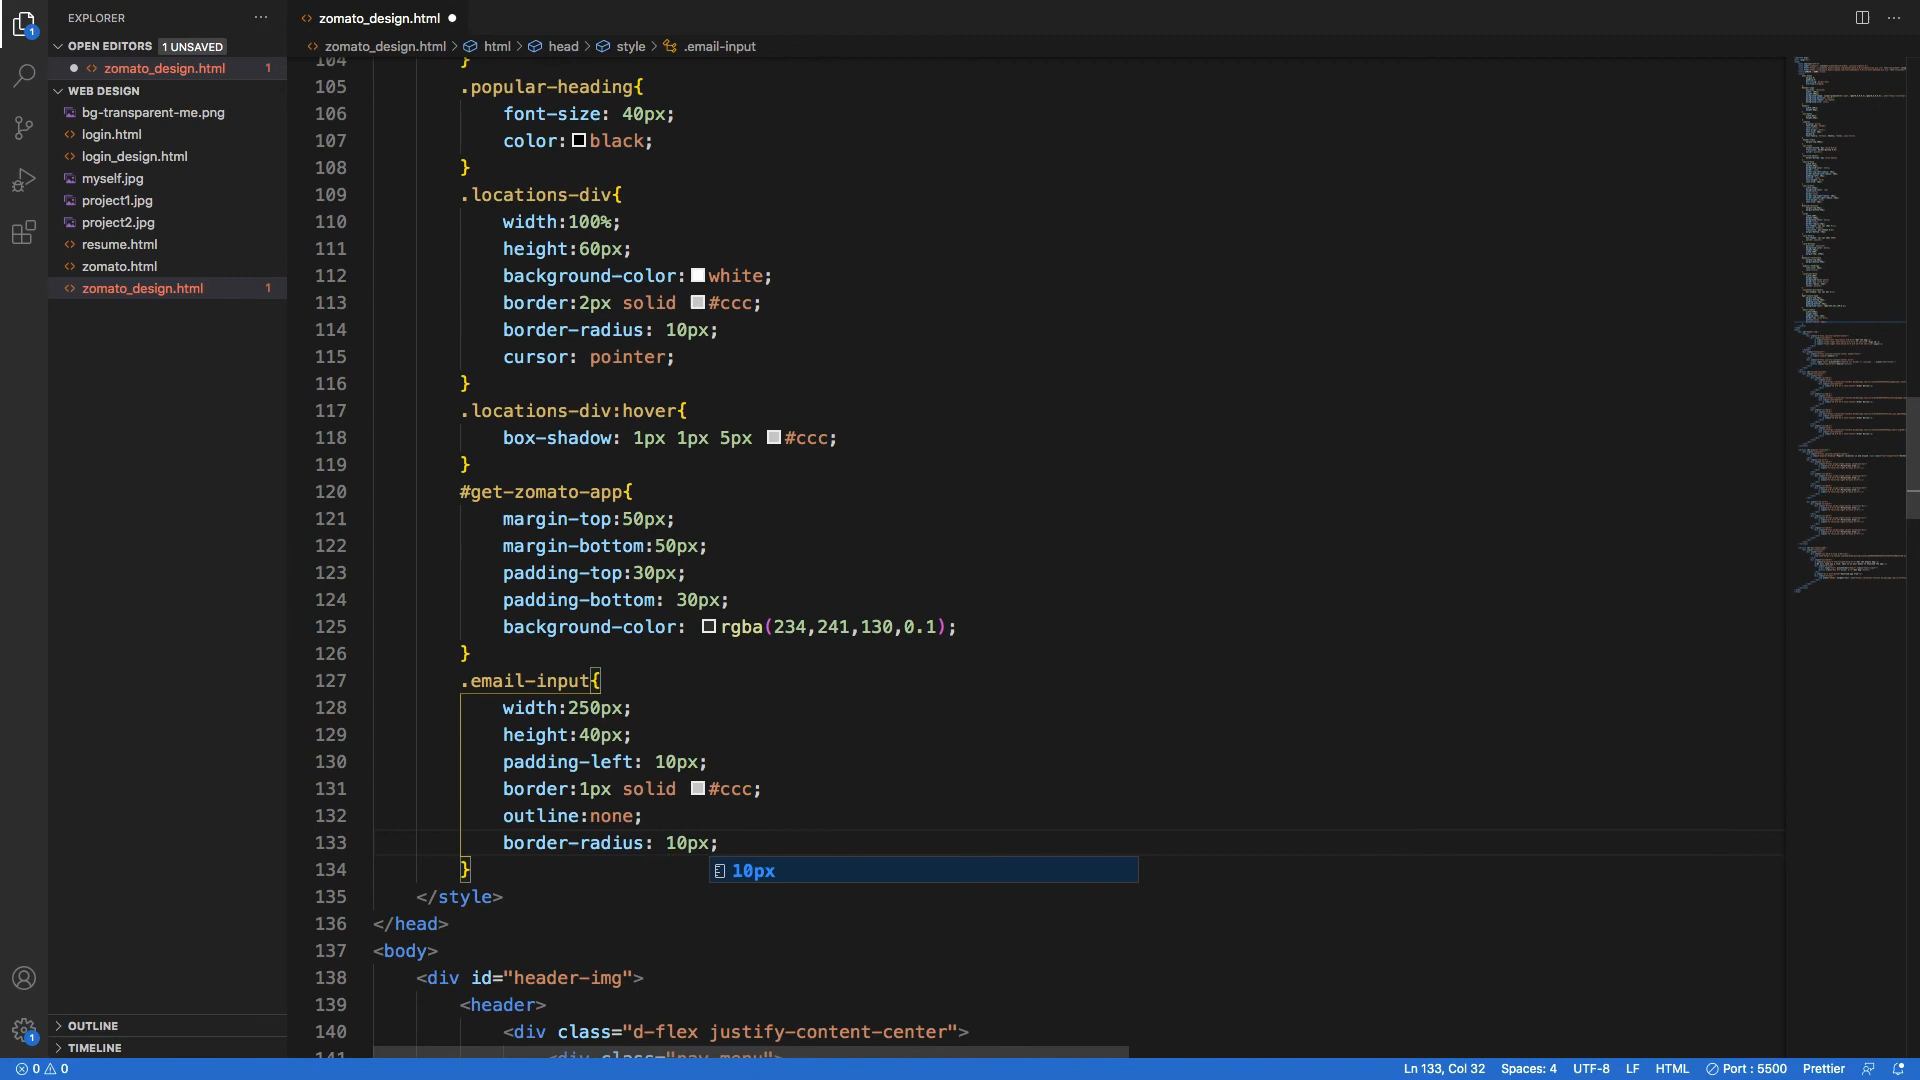 EXPLORER
zomato_design.html
OPEN EDITORS 1 UNSAVED
zomato_design.html > html > head > style > .email-input
zomato_design.html 1
WEB DESIGN
bg-transparent-me.png
login.html
login_design.html
myself.jpg
project1.jpg
project2.jpg
resume.html
zomato.html
zomato_design.html 1
OUTLINE
TIMELINE
104 }
105 .popular-heading{
106 font-size: 40px;
107 color: black;
108 }
109 .locations-div{
110 width:100%;
111 height:60px;
112 background-color: white;
113 border:2px solid #ccc;
114 border-radius: 10px;
115 cursor: pointer;
116 }
117 .locations-div:hover{
118 box-shadow: 1px 1px 5px #ccc;
119 }
120 #get-zomato-app{
121 margin-top:50px;
122 margin-bottom:50px;
123 padding-top:30px;
124 padding-bottom: 30px;
125 background-color: rgba(234,241,130,0.1);
126 }
127 .email-input{
128 width:250px;
129 height:40px;
130 padding-left: 10px;
131 border:1px solid #ccc;
132 outline:none;
133 border-radius: 10px;
134 }
10px
135 </style>
136 </head>
137 <body>
138 <div id="header-img">
139 <header>
140 <div class="d-flex justify-content-center">
141 <div class="nav-menu">
0 0
Ln 133, Col 32 Spaces: 4 UTF-8 LF HTML Port : 5500 Prettier